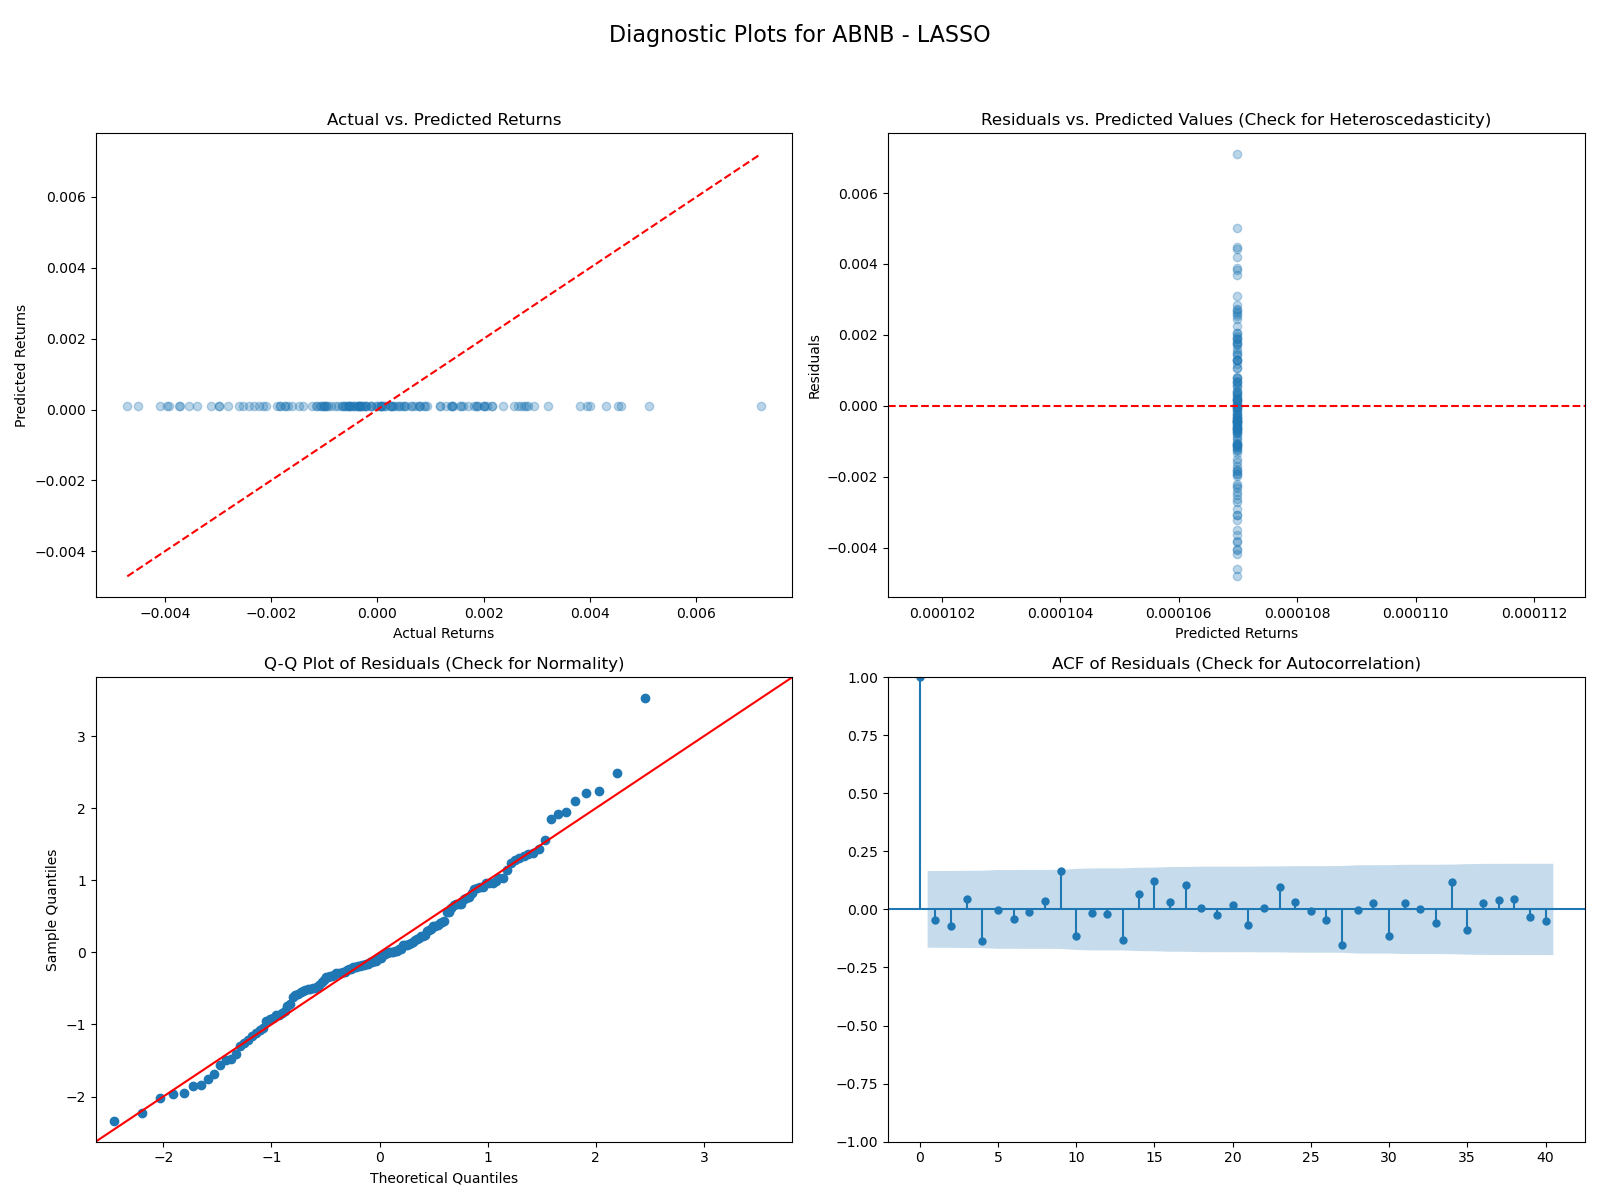 Diagnostic Plots for ABNB - LASSO
Actual vs. Predicted Returns
Predicted Returns
0.006
0.004
0.002
0.000
−0.002
−0.004
−0.004 −0.002 0.000 0.002 0.004 0.006
Actual Returns
Residuals vs. Predicted Values (Check for Heteroscedasticity)
Residuals
0.006
0.004
0.002
0.000
−0.002
−0.004
0.000102 0.000104 0.000106 0.000108 0.000110 0.000112
Predicted Returns
Q-Q Plot of Residuals (Check for Normality)
Sample Quantiles
3
2
1
0
−1
−2
−2 −1 0 1 2 3
Theoretical Quantiles
ACF of Residuals (Check for Autocorrelation)
1.00
0.75
0.50
0.25
0.00
−0.25
−0.50
−0.75
−1.00
0 5 10 15 20 25 30 35 40